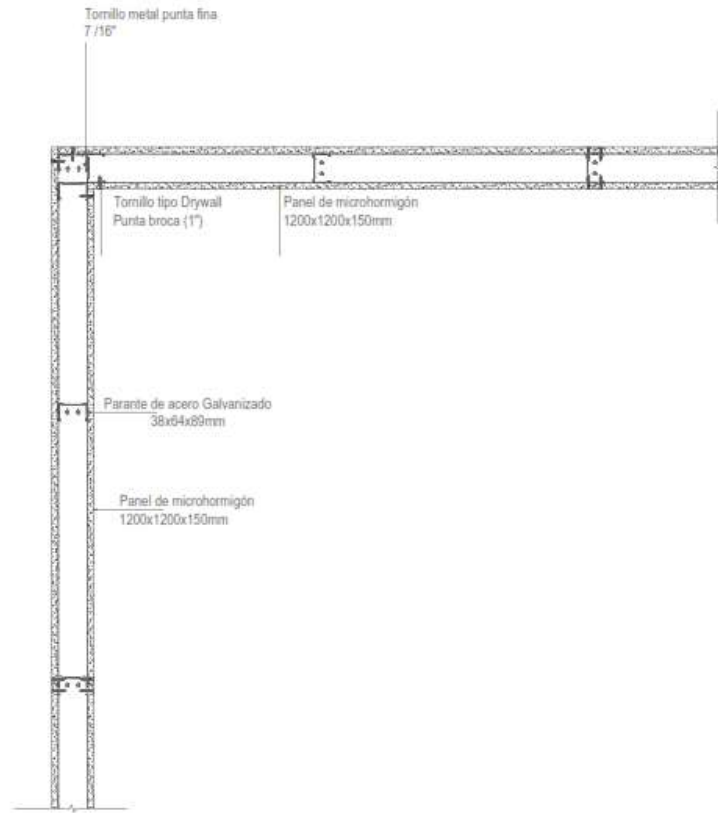 Tornillo metal punta fina
7 /16"
Tornillo tipo Drywall
Punta broca (1")
Panel de microhormigón
1200x1200x150mm
Parante de acero Galvanizado
38x64x89mm
Panel de microhormigón
1200x1200x150mm